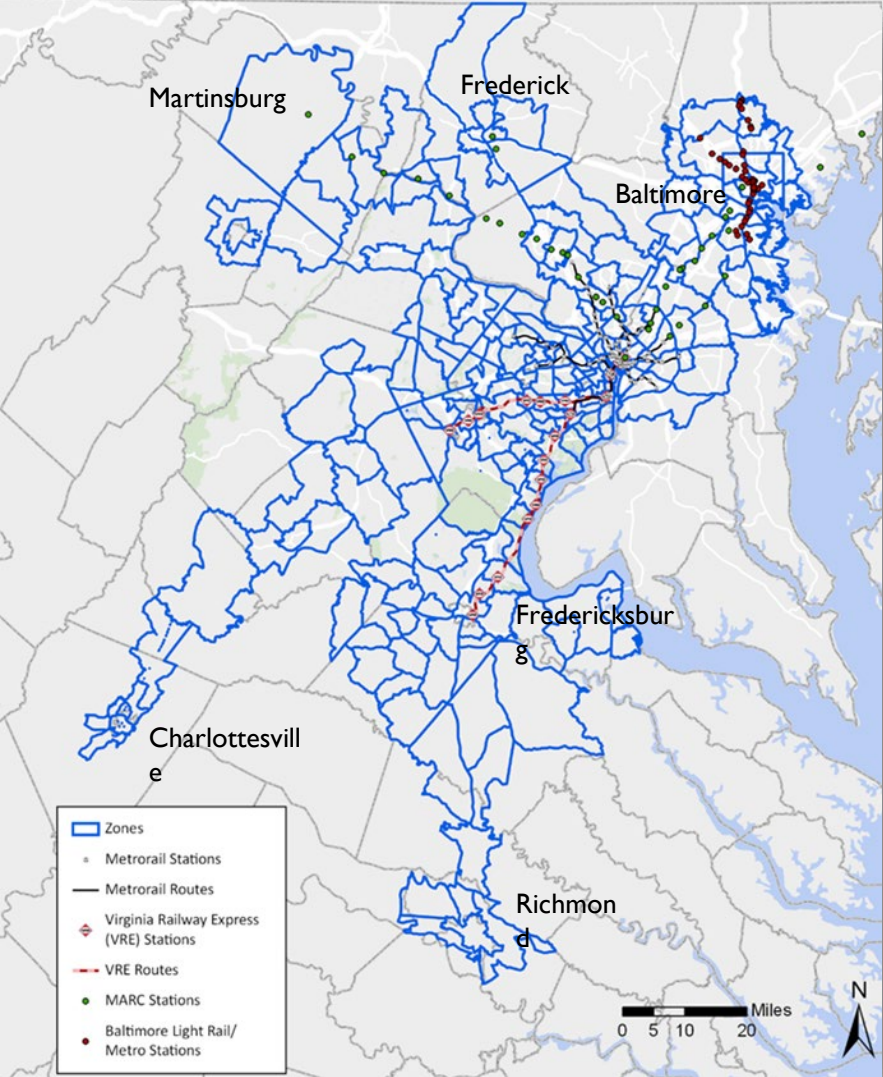 Martinsburg
Frederick
Baltimore
Fredericksbur
g
Charlottesvill
e
Richmon
d
Zones
Metrorail Stations
Metrorail Routes
Virginia Railway Express
(VRE) Stations
VRE Routes
MARC Stations
Baltimore Light Rail/
Metro Stations
Miles
0 5 10 20
N